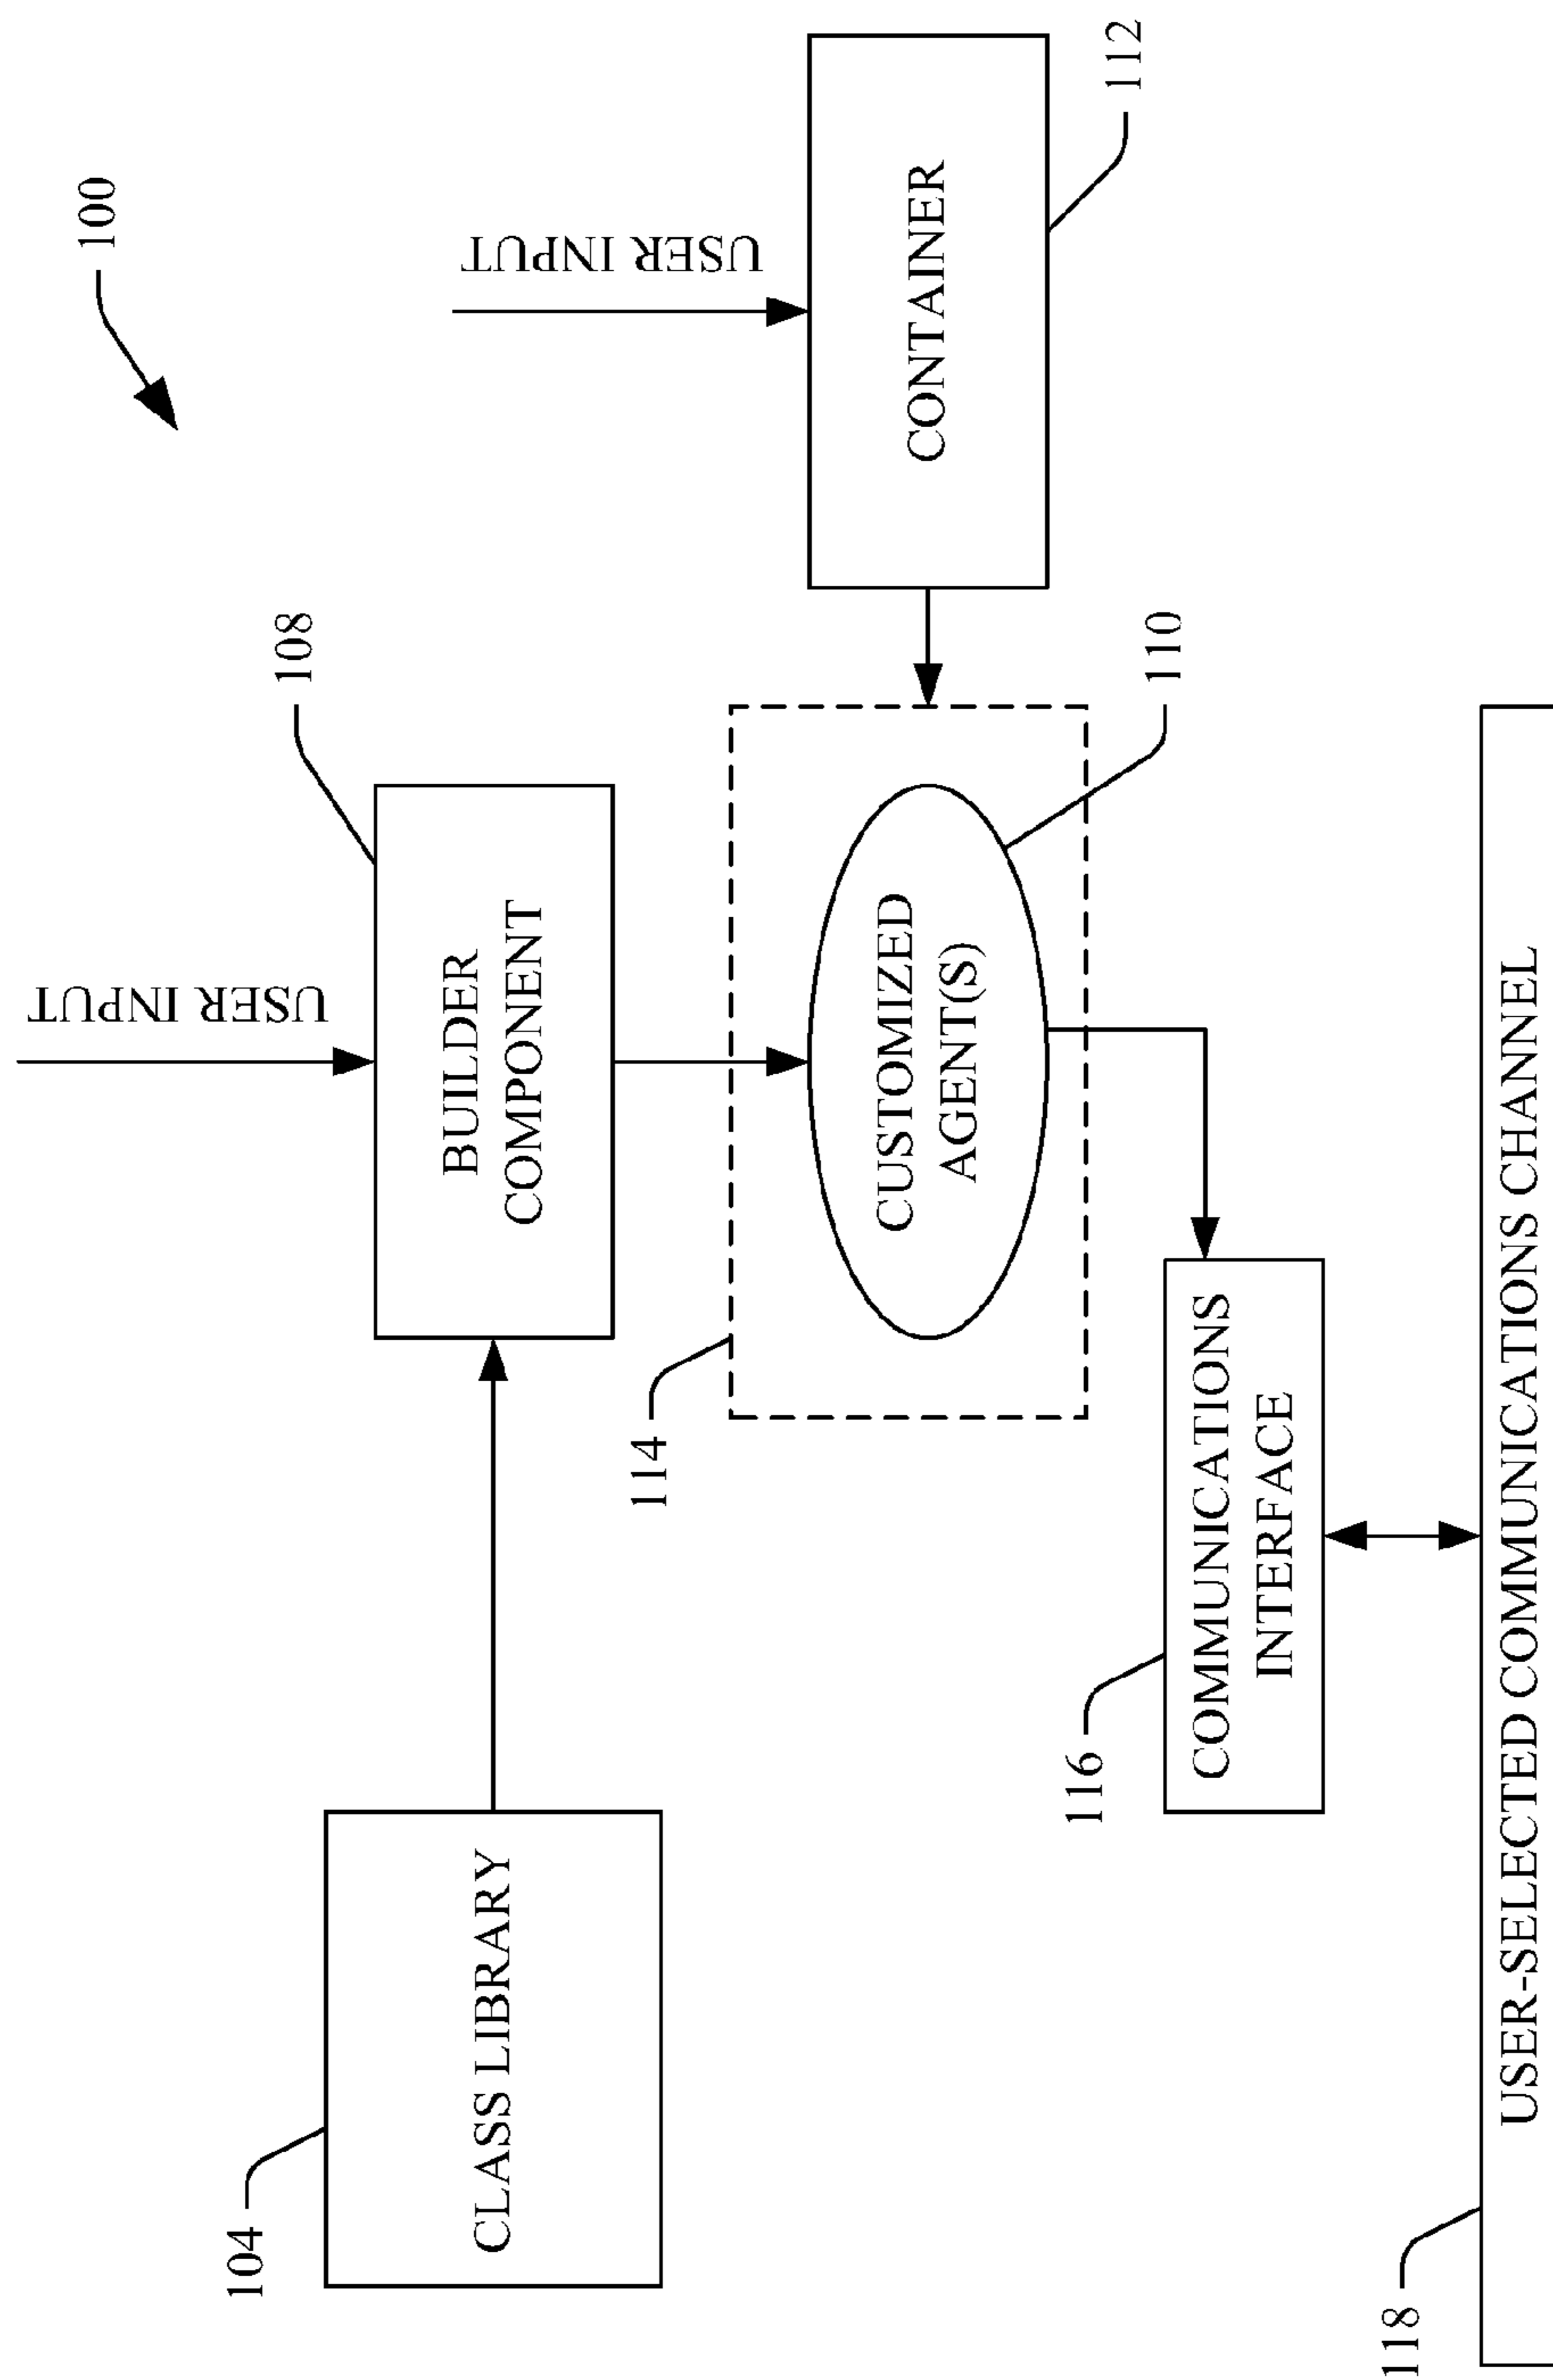 100
USER INPUT
108
BUILDER
COMPONENT
USER INPUT
CONTAINER
112
104
CLASS LIBRARY
114
CUSTOMIZED
AGENT(S)
110
116
COMMUNICATIONS
INTERFACE
118
USER-SELECTED COMMUNICATIONS CHANNEL